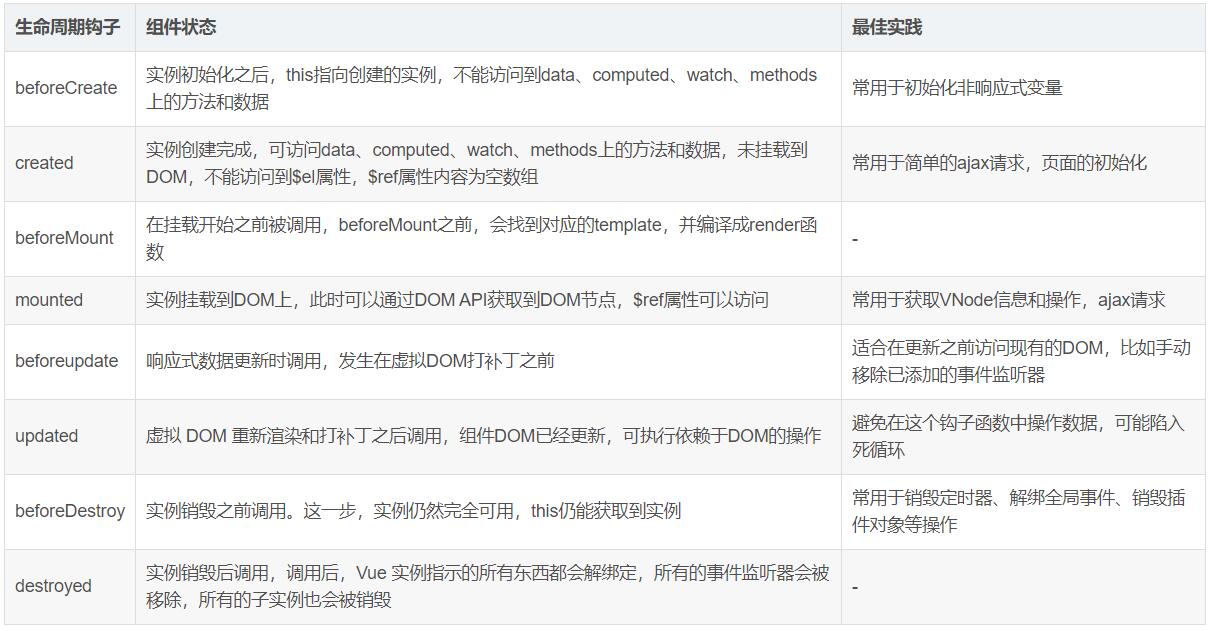 生命周期钩子 组件状态 最佳实践
beforeCreate
实例初始化之后，this指向创建的实例，不能访问到data、computed、watch、methods
上的方法和数据
常用于初始化非响应式变量
created
实例创建完成，可访问data、computed、watch、methods上的方法和数据，未挂载到
DOM，不能访问到$el属性，$ref属性内容为空数组
常用于简单的ajax请求，页面的初始化
beforeMount
在挂载开始之前被调用，beforeMount之前，会找到对应的template，并编译成render函
数
-
mounted
实例挂载到DOM上，此时可以通过DOM API获取到DOM节点，$ref属性可以访问
常用于获取VNode信息和操作，ajax请求
beforeupdate
响应式数据更新时调用，发生在虚拟DOM打补丁之前
适合在更新之前访问现有的DOM，比如手动
移除已添加的事件监听器
updated
虚拟 DOM 重新渲染和打补丁之后调用，组件DOM已经更新，可执行依赖于DOM的操作
避免在这个钩子函数中操作数据，可能陷入
死循环
beforeDestroy
实例销毁之前调用。这一步，实例仍然完全可用，this仍能获取到实例
常用于销毁定时器、解绑全局事件、销毁插
件对象等操作
destroyed
实例销毁后调用，调用后，Vue 实例指示的所有东西都会解绑定，所有的事件监听器会被
移除，所有的子实例也会被销毁
-